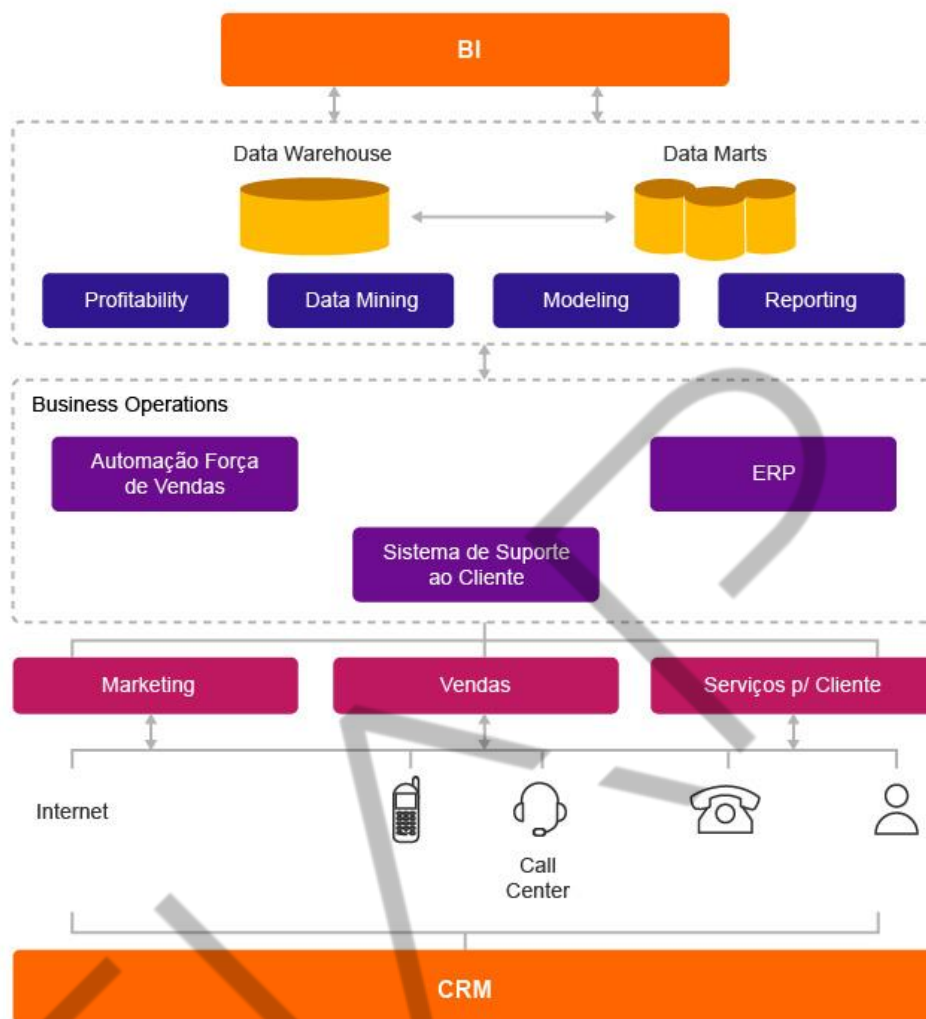 BI
Data Warehouse
Data Marts
Profitability
Data Mining
Modeling
Reporting
Business Operations
Automação Força
de Vendas
ERP
Sistema de Suporte
ao Cliente
Marketing
Vendas
Serviços p/ Cliente
Internet
Call
Center
CRM